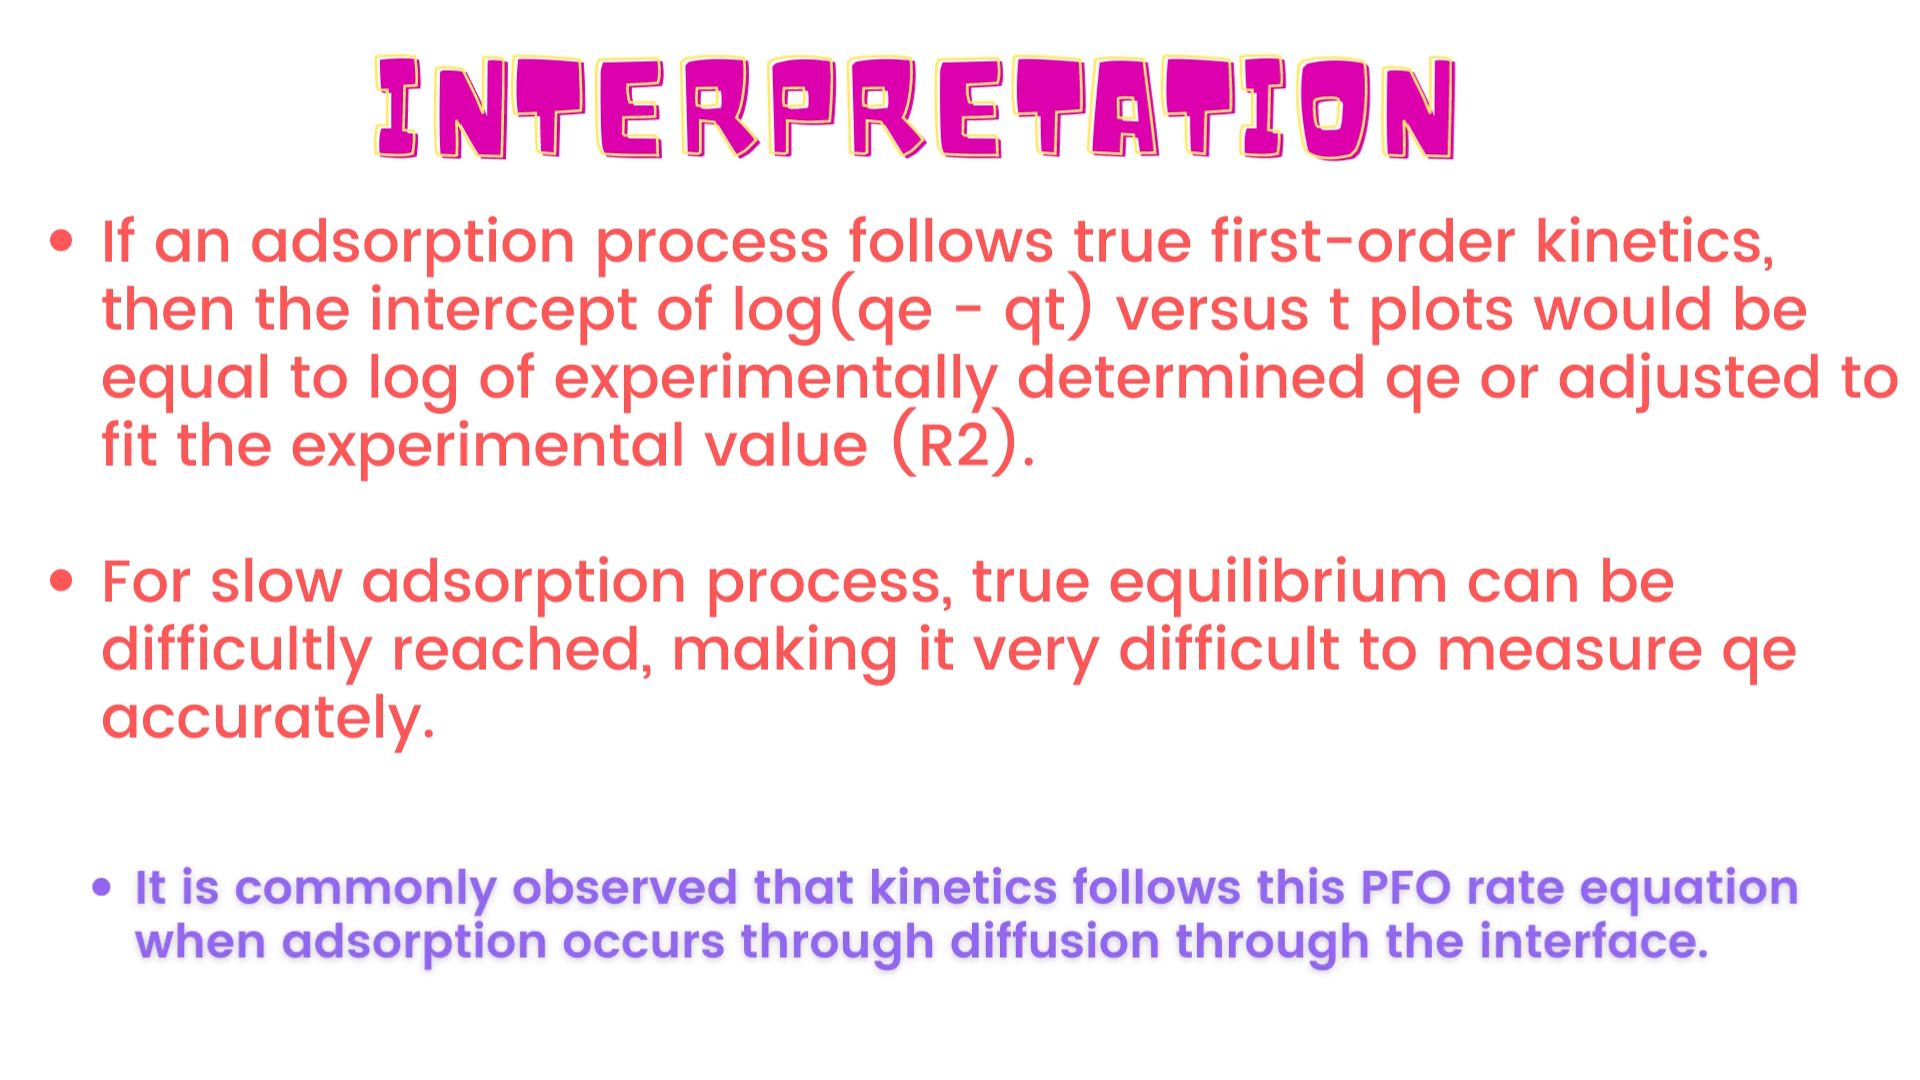 INTERPRETATION
• If an adsorption process follows true first-order kinetics,
then the intercept of log(qe - qt) versus t plots would be
equal to log of experimentally determined qe or adjusted to
fit the experimental value (R2).
• For slow adsorption process, true equilibrium can be
difficultly reached, making it very difficult to measure qe
accurately.
• It is commonly observed that kinetics follows this PFO rate equation
when adsorption occurs through diffusion through the interface.